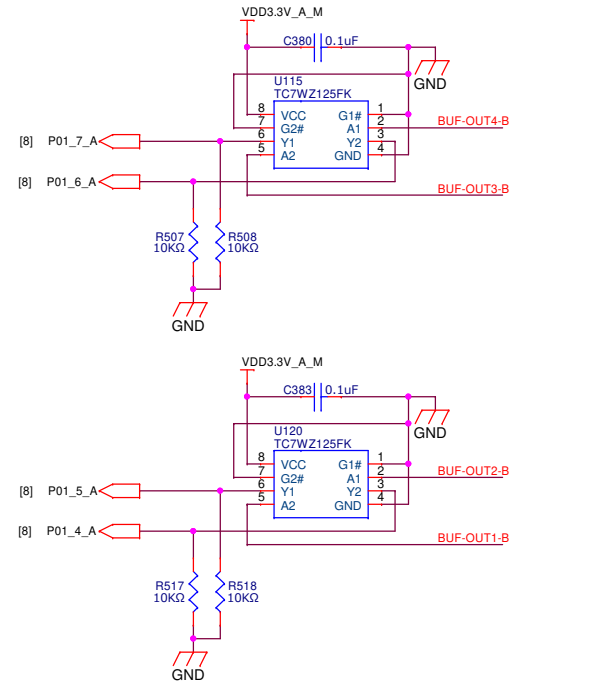 VDD3.3V_A_M
C380 0.1uF
GND
U115
TC7WZ125FK
8 VCC G1# 1
7 G2# A1 2 BUF-OUT4-B
[8] P01_7_A 6 Y1 Y2 3
5 A2 GND 4
[8] P01_6_A BUF-OUT3-B
R507 R508
10KΩ 10KΩ
GND
VDD3.3V_A_M
C383 0.1uF
GND
U120
TC7WZ125FK
8 VCC G1# 1
7 G2# A1 2 BUF-OUT2-B
[8] P01_5_A 6 Y1 Y2 3
5 A2 GND 4
[8] P01_4_A BUF-OUT1-B
R517 R518
10KΩ 10KΩ
GND